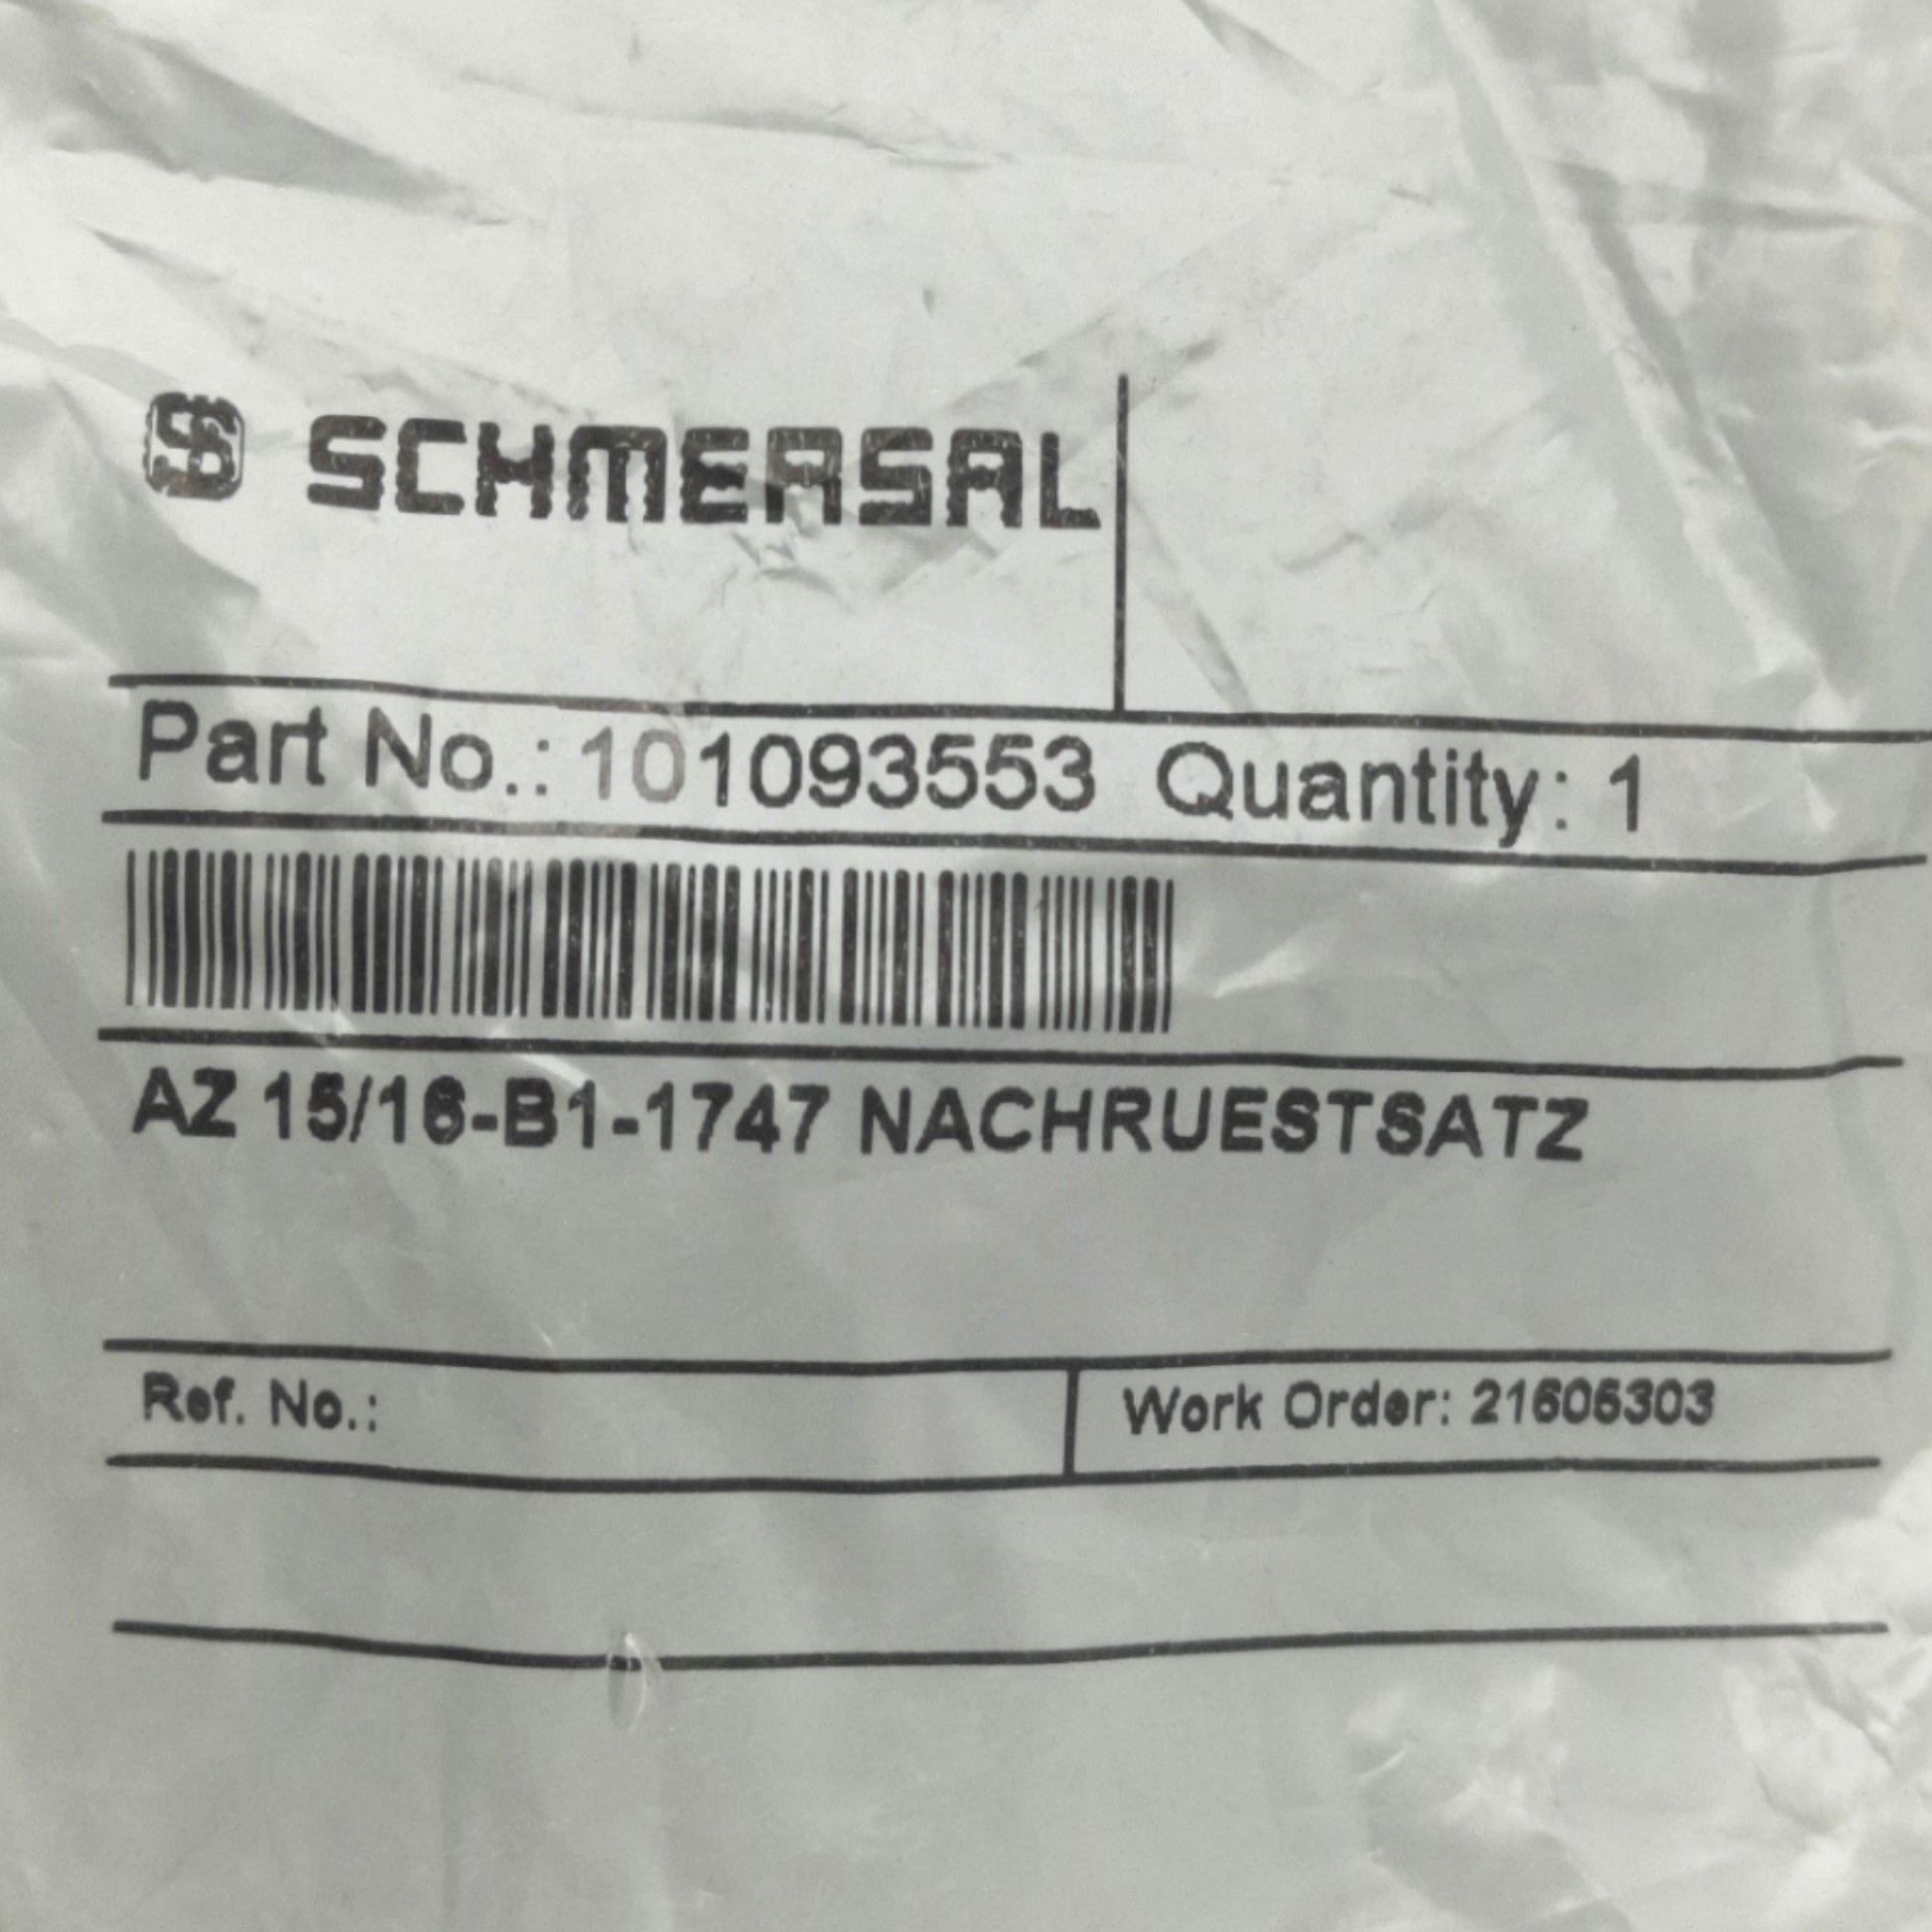 SCHMERSAL
Part No.: 101093553 Quantity: 1
AZ 15/16-B1-1747 NACHRUESTSATZ
Ref. No.:
Work Order: 21606303